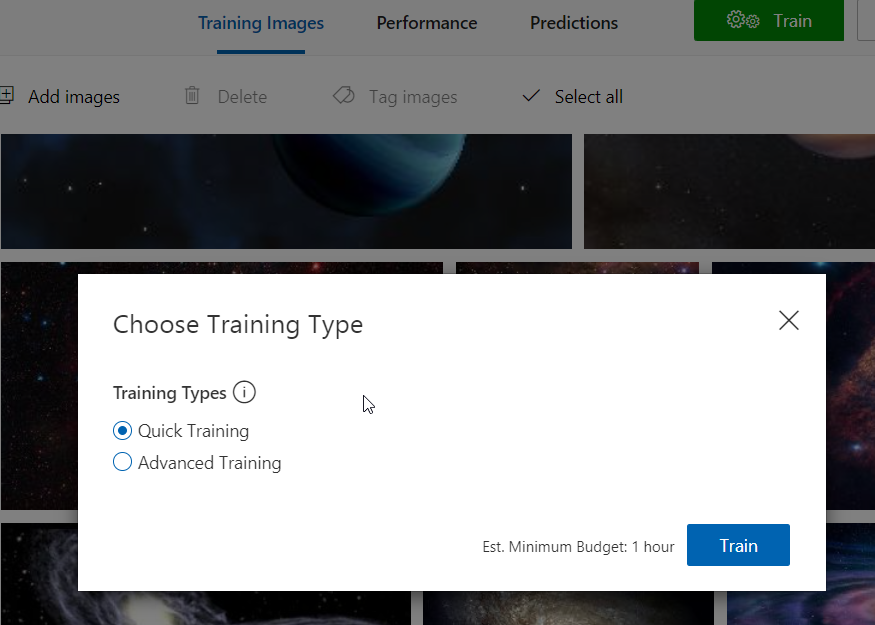 Training Images Performance Predictions Train
Add images Delete Tag images Select all
Choose Training Type
Training Types
Quick Training
Advanced Training
Est. Minimum Budget: 1 hour Train